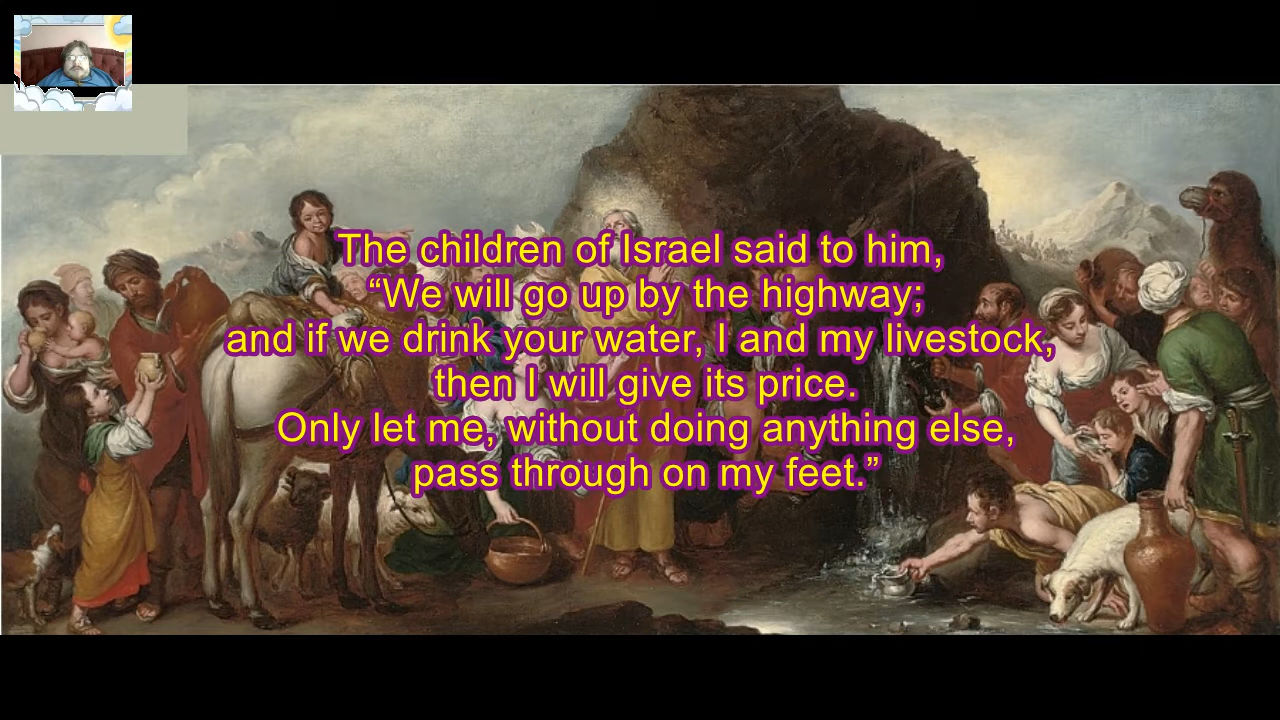 The children of Israel said to him,
“We will go up by the highway;
and if we drink your water, I and my livestock,
then I will give its price.
Only let me, without doing anything else,
pass through on my feet.”